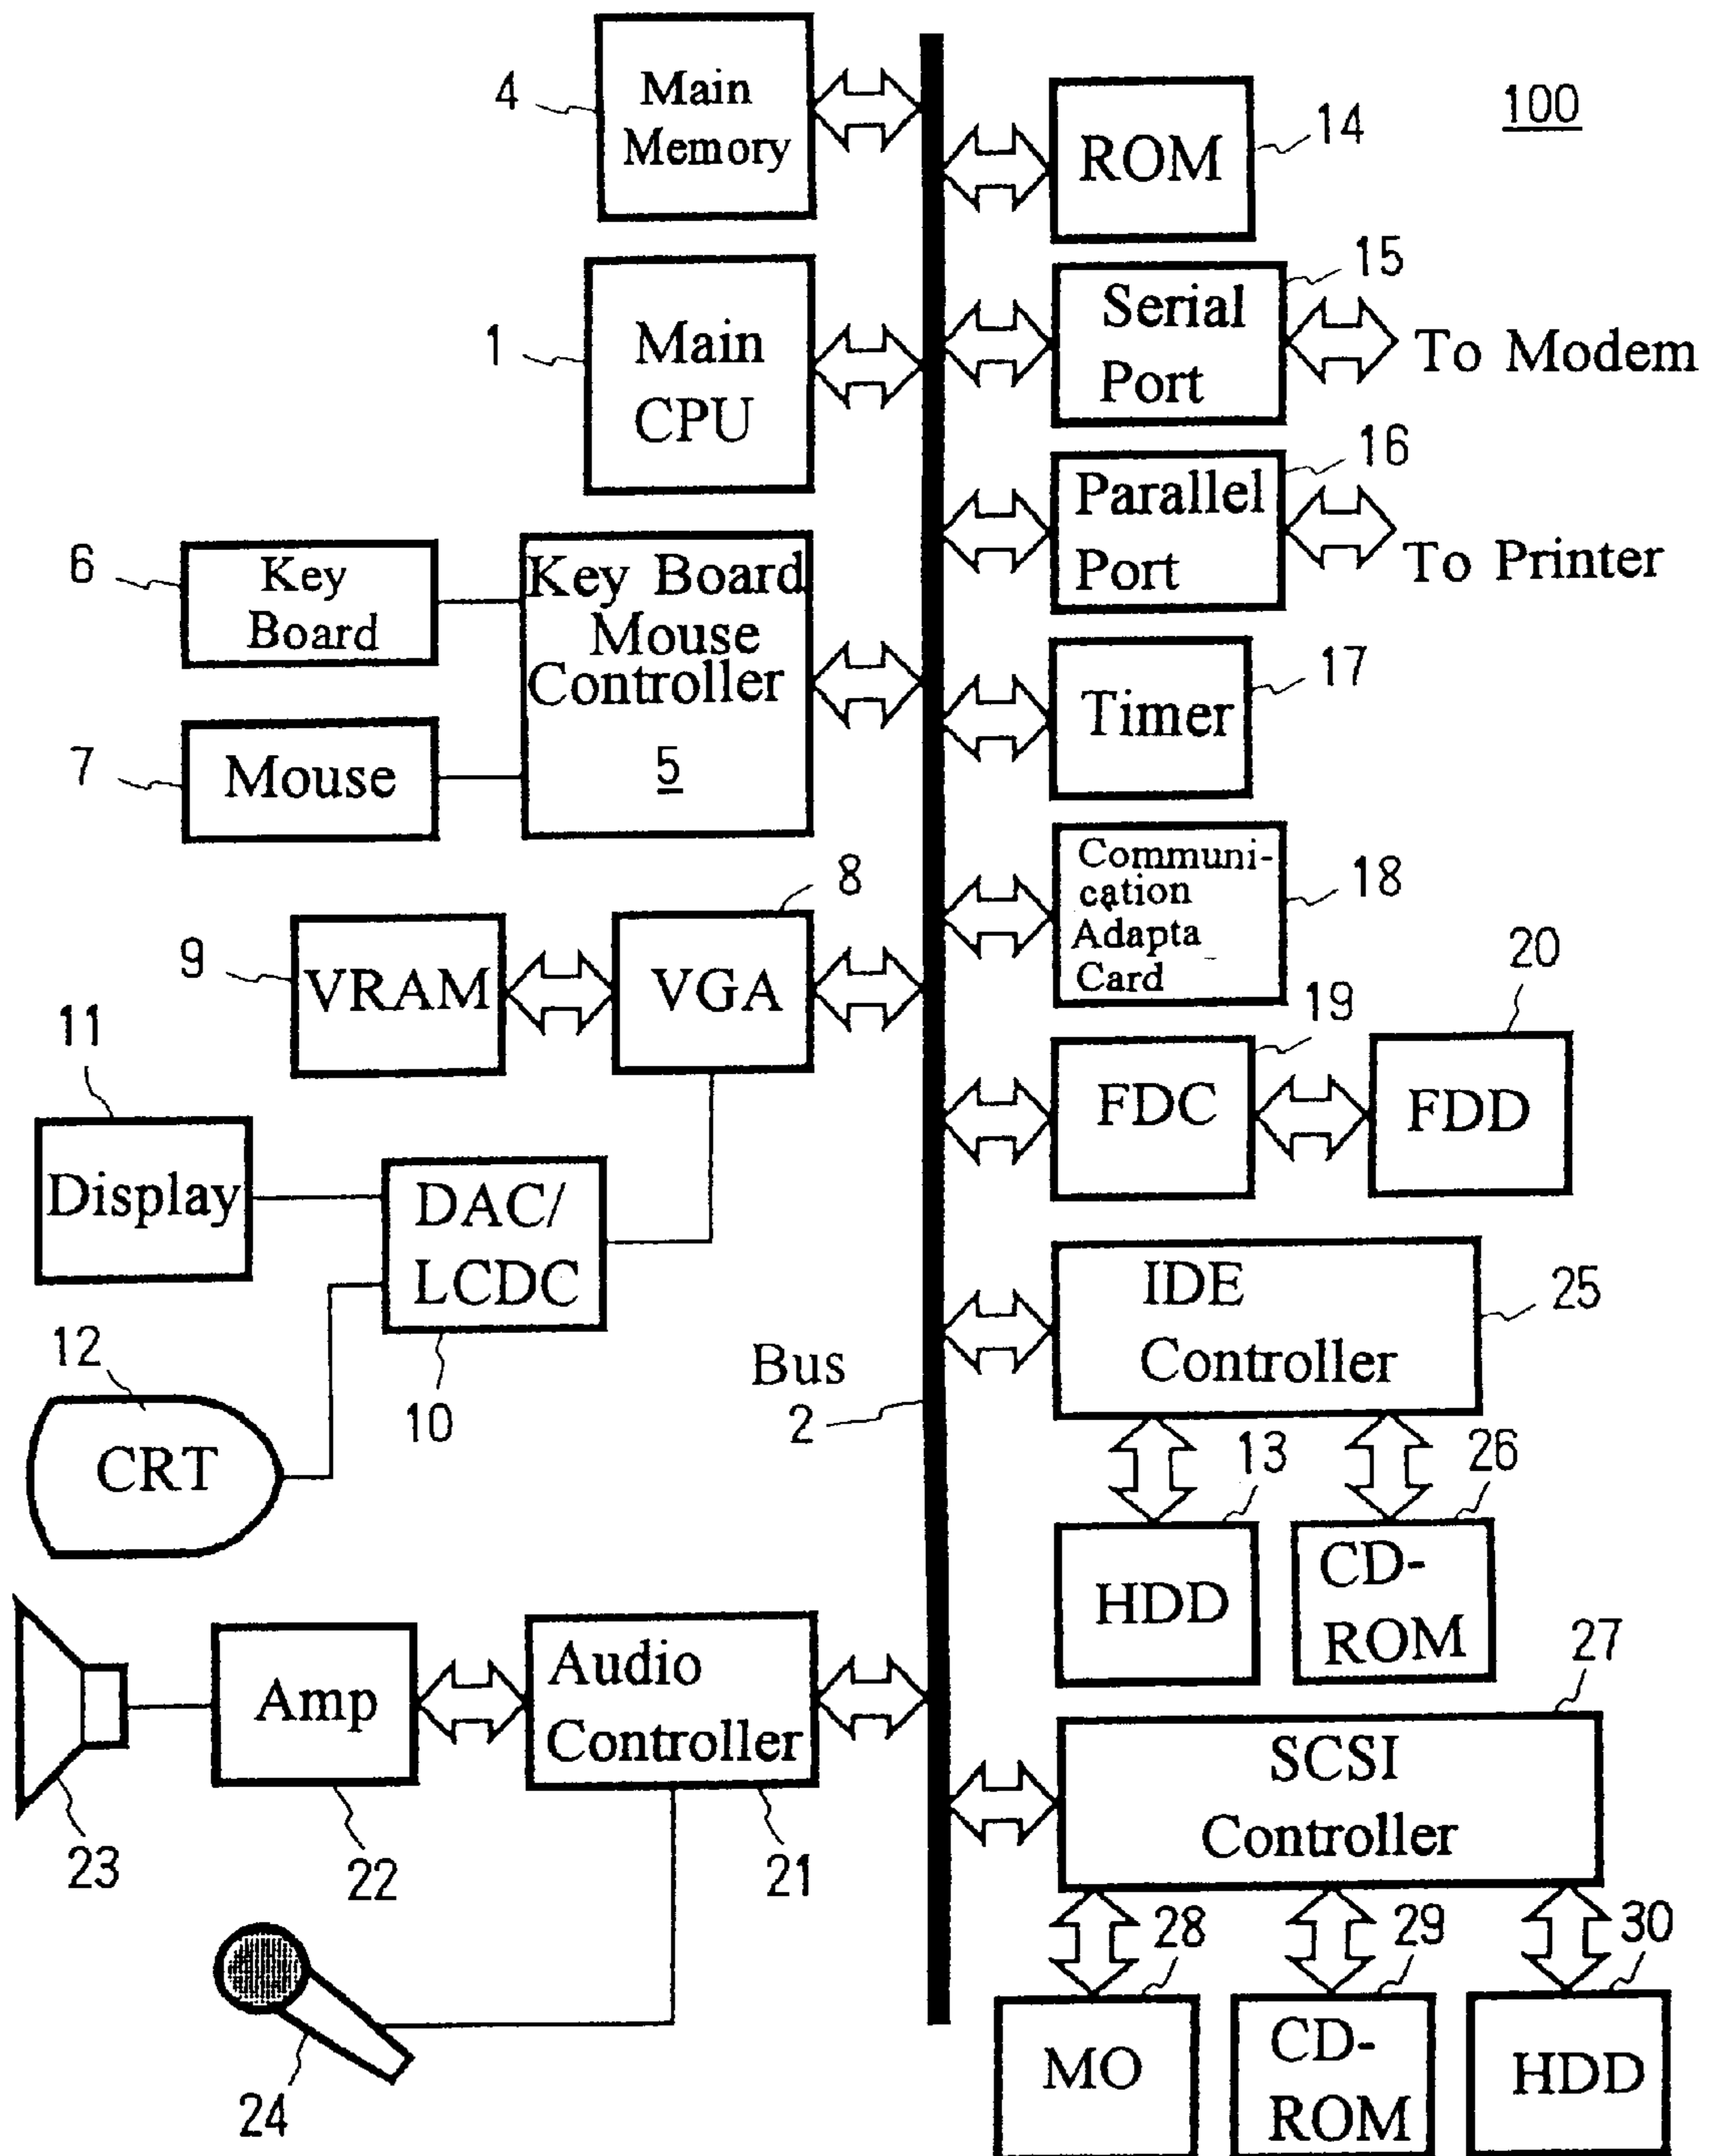 100
4
Main
Memory
14
ROM
1
Main
CPU
15
Serial
Port
To Modem
16
Parallel
Port
To Printer
6
Key
Board
Key Board
Mouse
Controller
5
7
Mouse
17
Timer
18
Communi-
cation
Adapta
Card
8
VGA
9
VRAM
19
FDC
20
FDD
11
Display
DAC/
LCDC
10
12
CRT
Bus
2
25
IDE
Controller
13
HDD
26
CD-
ROM
23
Amp
22
Audio
Controller
21
24
27
SCSI
Controller
28
MO
29
CD-
ROM
30
HDD